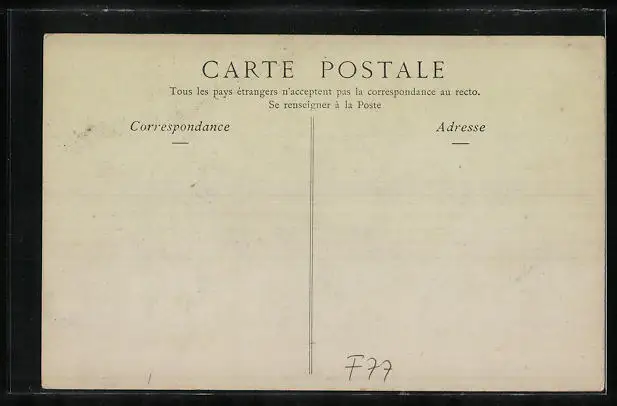 CARTE POSTALE
Tous les pays étrangers n'acceptent pas la correspondance au recto.
Se renseigner à la Poste
Correspondance
Adresse
F77